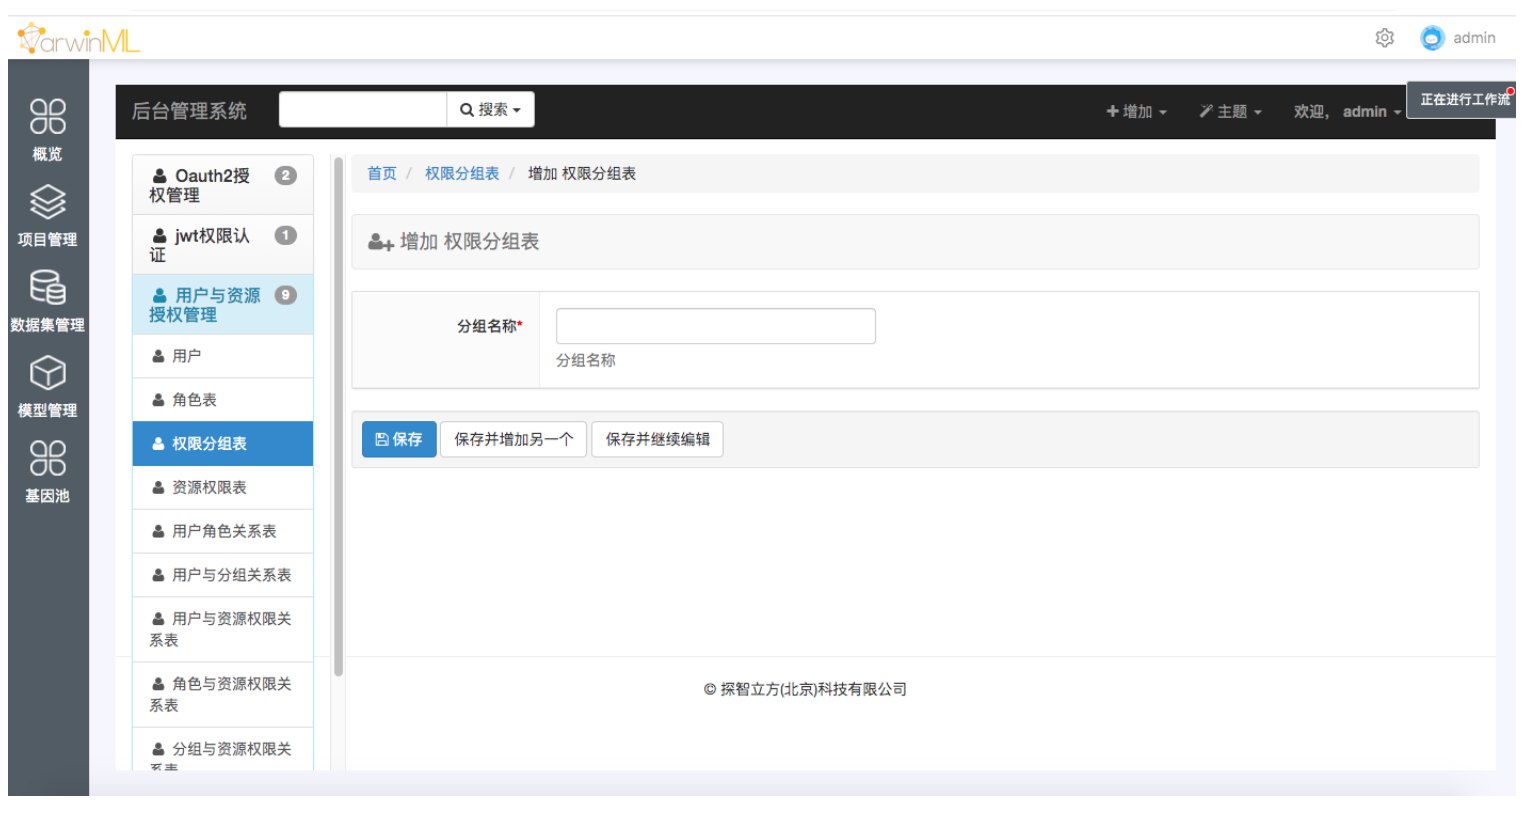 DarwinML
admin
概览
项目管理
数据集管理
模型管理
基因池
后台管理系统
搜索
增加
主题
欢迎, admin
正在进行工作流
Oauth2授
权管理
2
jwt权限认
证
1
用户与资源
授权管理
9
用户
角色表
权限分组表
资源权限表
用户角色关系表
用户与分组关系表
用户与资源权限关
系表
角色与资源权限关
系表
分组与资源权限关
系表
首页 / 权限分组表 / 增加 权限分组表
增加 权限分组表
分组名称*
分组名称
保存
保存并增加另一个
保存并继续编辑
© 探智立方(北京)科技有限公司